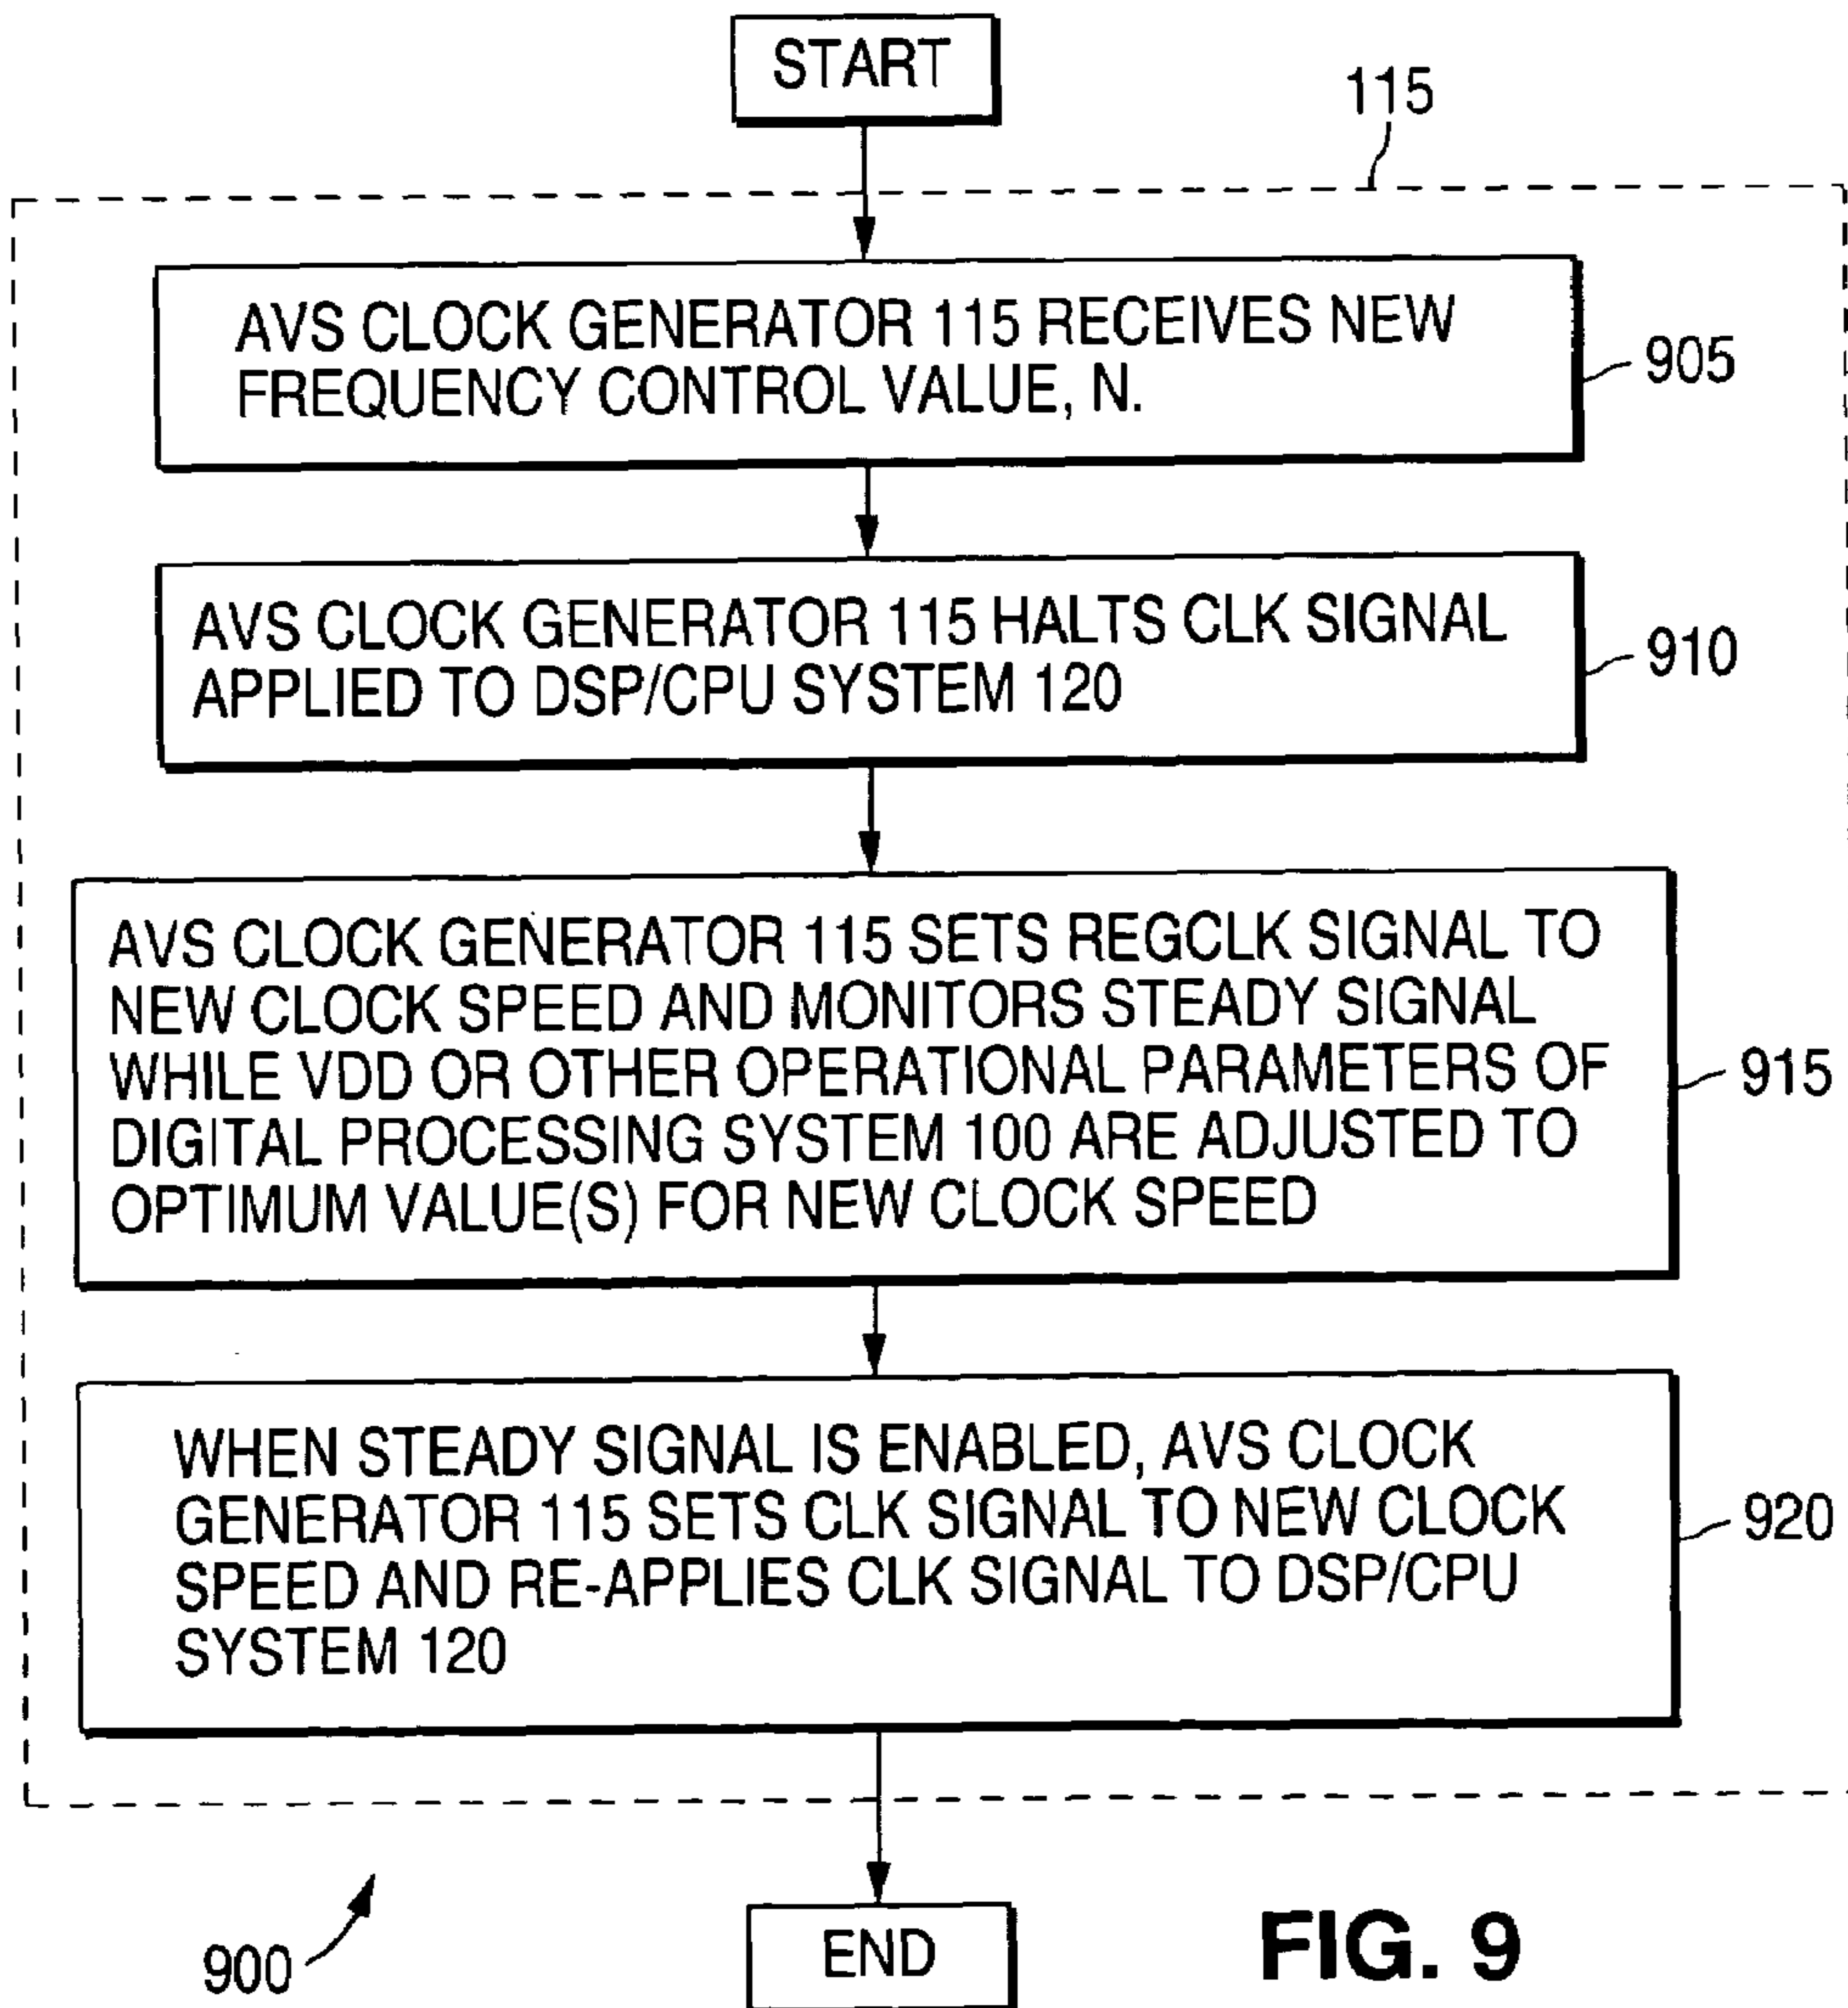 START
115
AVS CLOCK GENERATOR 115 RECEIVES NEW
FREQUENCY CONTROL VALUE, N.
905
AVS CLOCK GENERATOR 115 HALTS CLK SIGNAL
APPLIED TO DSP/CPU SYSTEM 120
910
AVS CLOCK GENERATOR 115 SETS REGCLK SIGNAL TO
NEW CLOCK SPEED AND MONITORS STEADY SIGNAL
WHILE VDD OR OTHER OPERATIONAL PARAMETERS OF
DIGITAL PROCESSING SYSTEM 100 ARE ADJUSTED TO
OPTIMUM VALUE(S) FOR NEW CLOCK SPEED
915
WHEN STEADY SIGNAL IS ENABLED, AVS CLOCK
GENERATOR 115 SETS CLK SIGNAL TO NEW CLOCK
SPEED AND RE-APPLIES CLK SIGNAL TO DSP/CPU
SYSTEM 120
920
900
END
FIG. 9